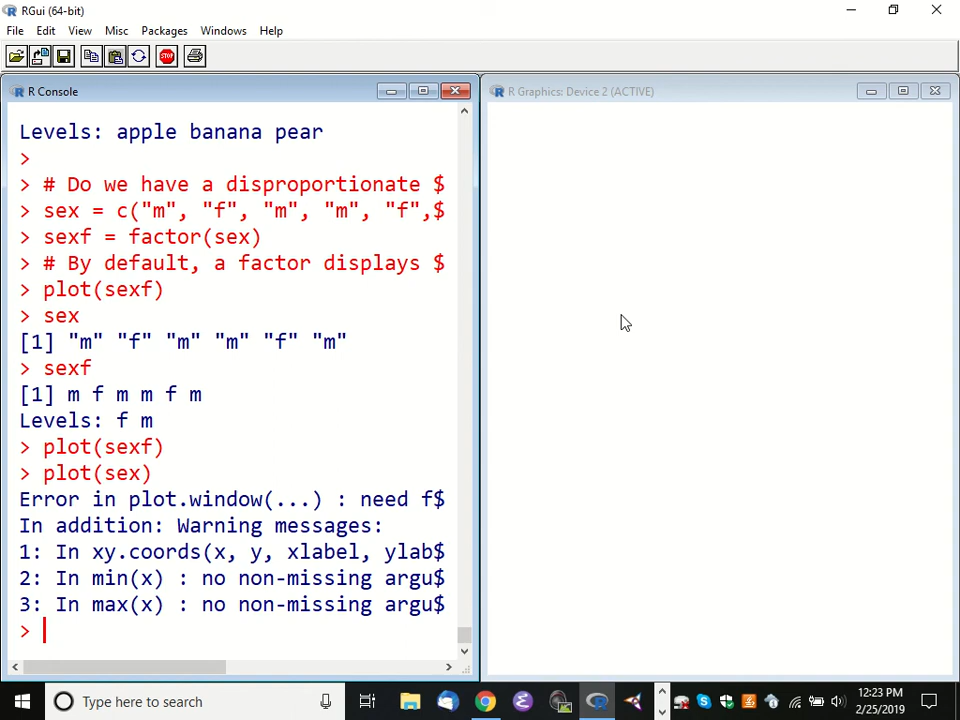 RGui (64-bit)
File Edit View Misc Packages Windows Help
STOP
R Console
Levels: apple banana pear
>
> # Do we have a disproportionate $
> sex = c("m", "f", "m", "m", "f",$
> sexf = factor(sex)
> # By default, a factor displays $
> plot(sexf)
> sex
[1] "m" "f" "m" "m" "f" "m"
> sexf
[1] m f m m f m
Levels: f m
> plot(sexf)
> plot(sex)
Error in plot.window(...) : need f$
In addition: Warning messages:
1: In xy.coords(x, y, xlabel, ylab$
2: In min(x) : no non-missing argu$
3: In max(x) : no non-missing argu$
>
R Graphics: Device 2 (ACTIVE)
Type here to search
12:23 PM
2/25/2019